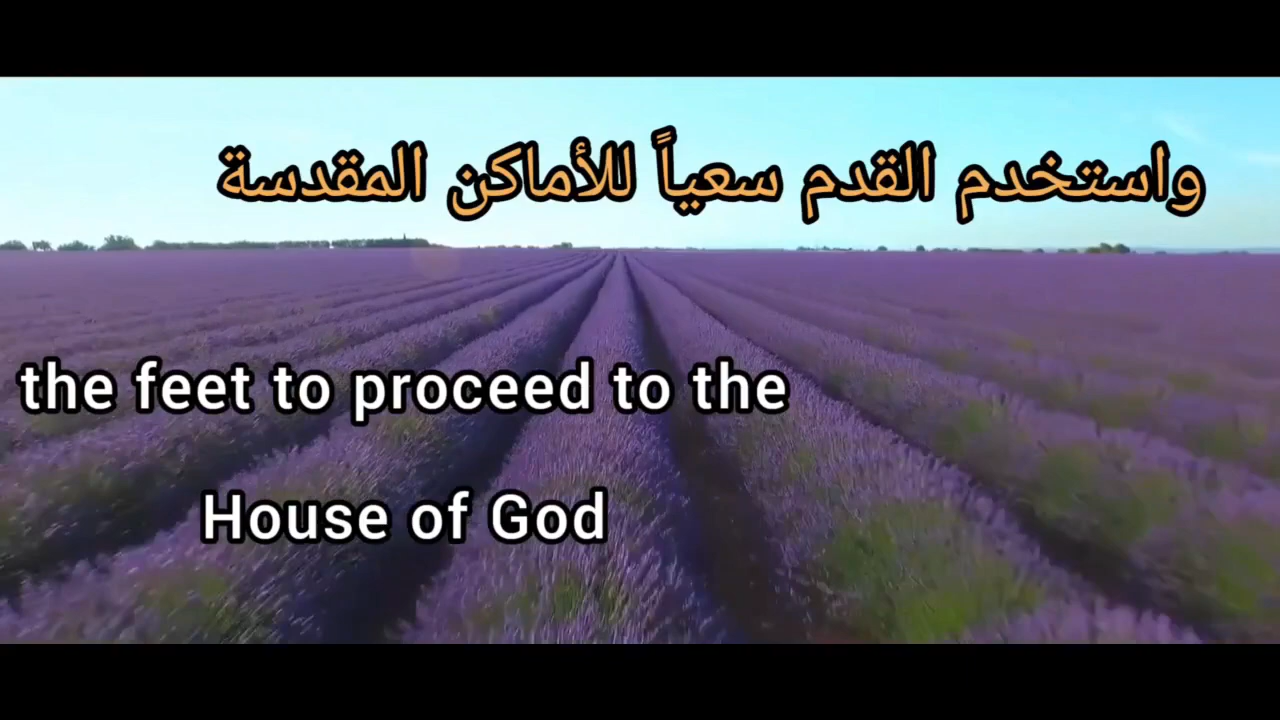 واستخدم القدم سعياً للأماكن المقدسة
the feet to proceed to the
House of God